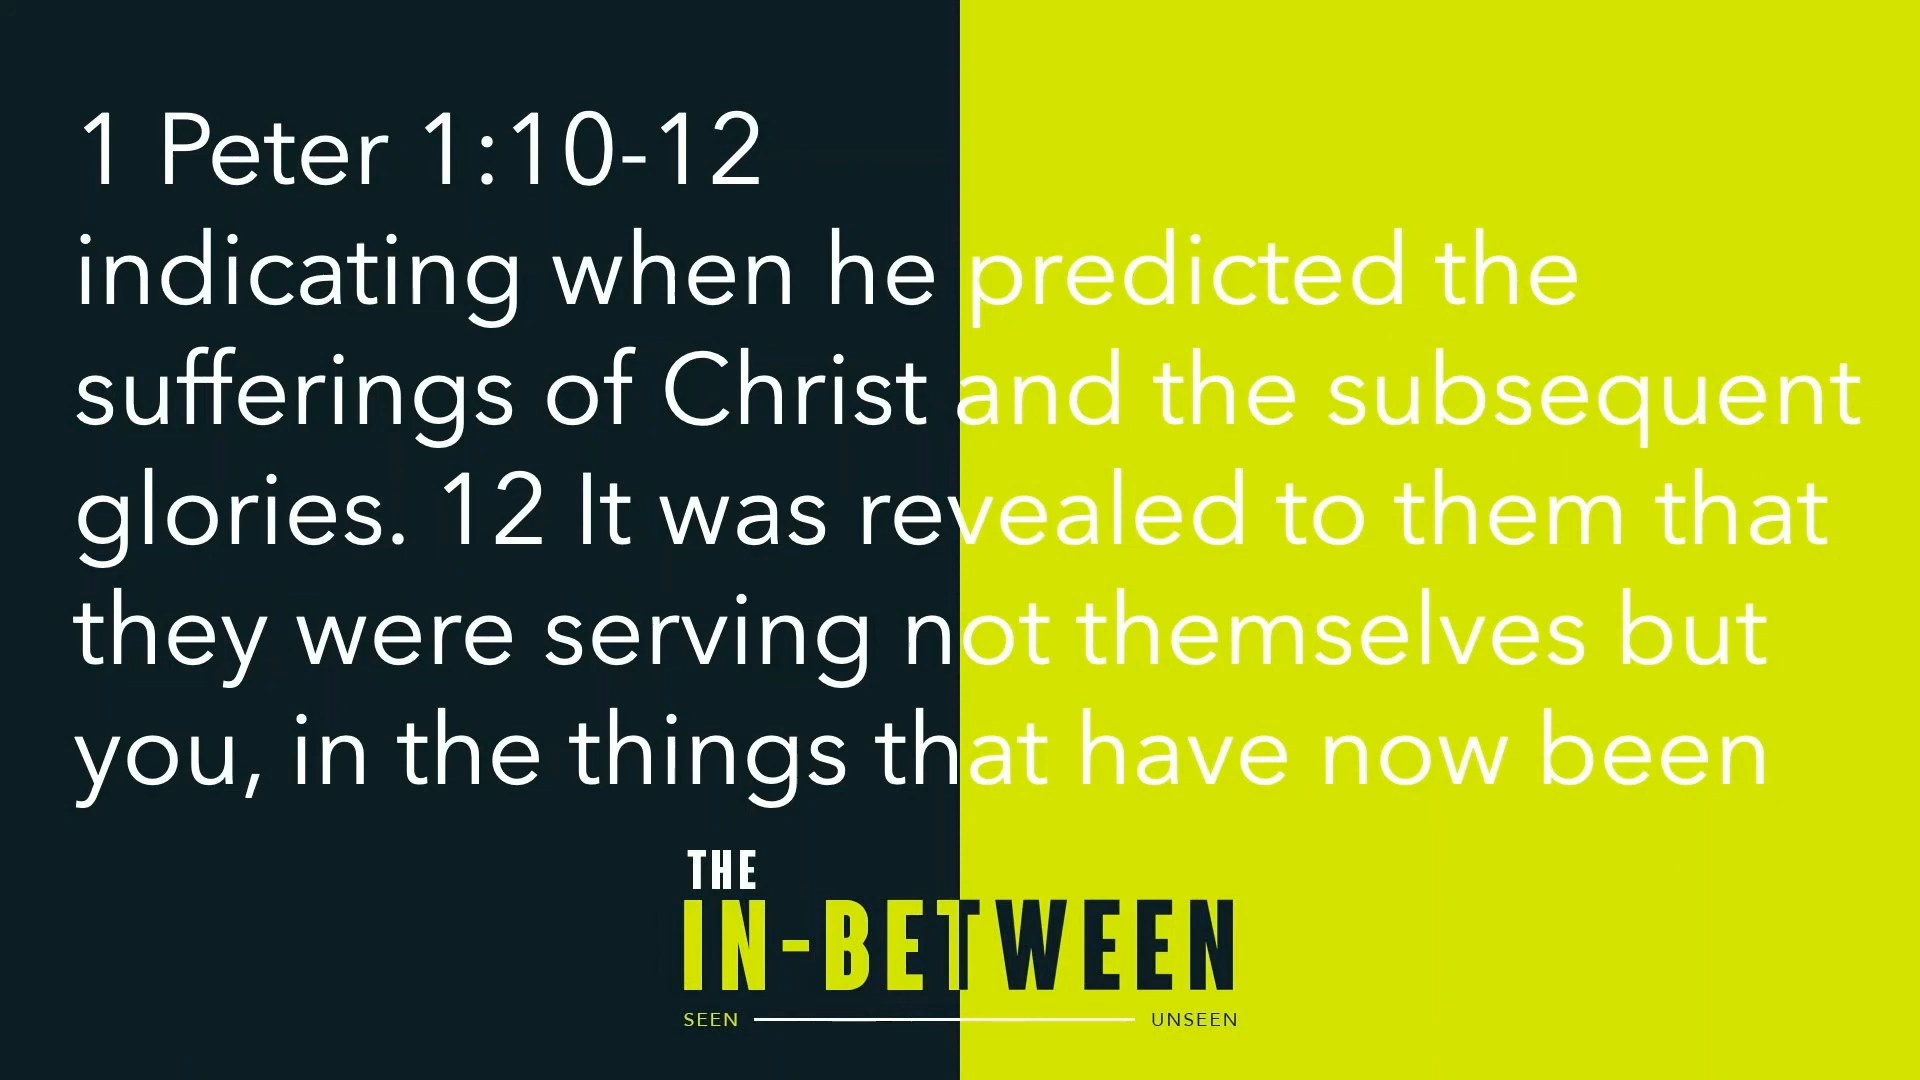 1 Peter 1:10-12
indicating when he predicted the
sufferings of Christ and the subsequent
glories. 12 It was revealed to them that
they were serving not themselves but
you, in the things that have now been
THE
IN-BETWEEN
SEEN UNSEEN